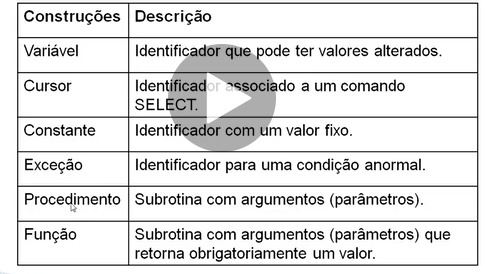 Construções Descrição
Variável Identificador que pode ter valores alterados.
Cursor Identificador associado a um comando
SELECT.
Constante Identificador com um valor fixo.
Exceção Identificador para uma condição anormal.
Procedimento Subrotina com argumentos (parâmetros).
Função Subrotina com argumentos (parâmetros) que
retorna obrigatoriamente um valor.